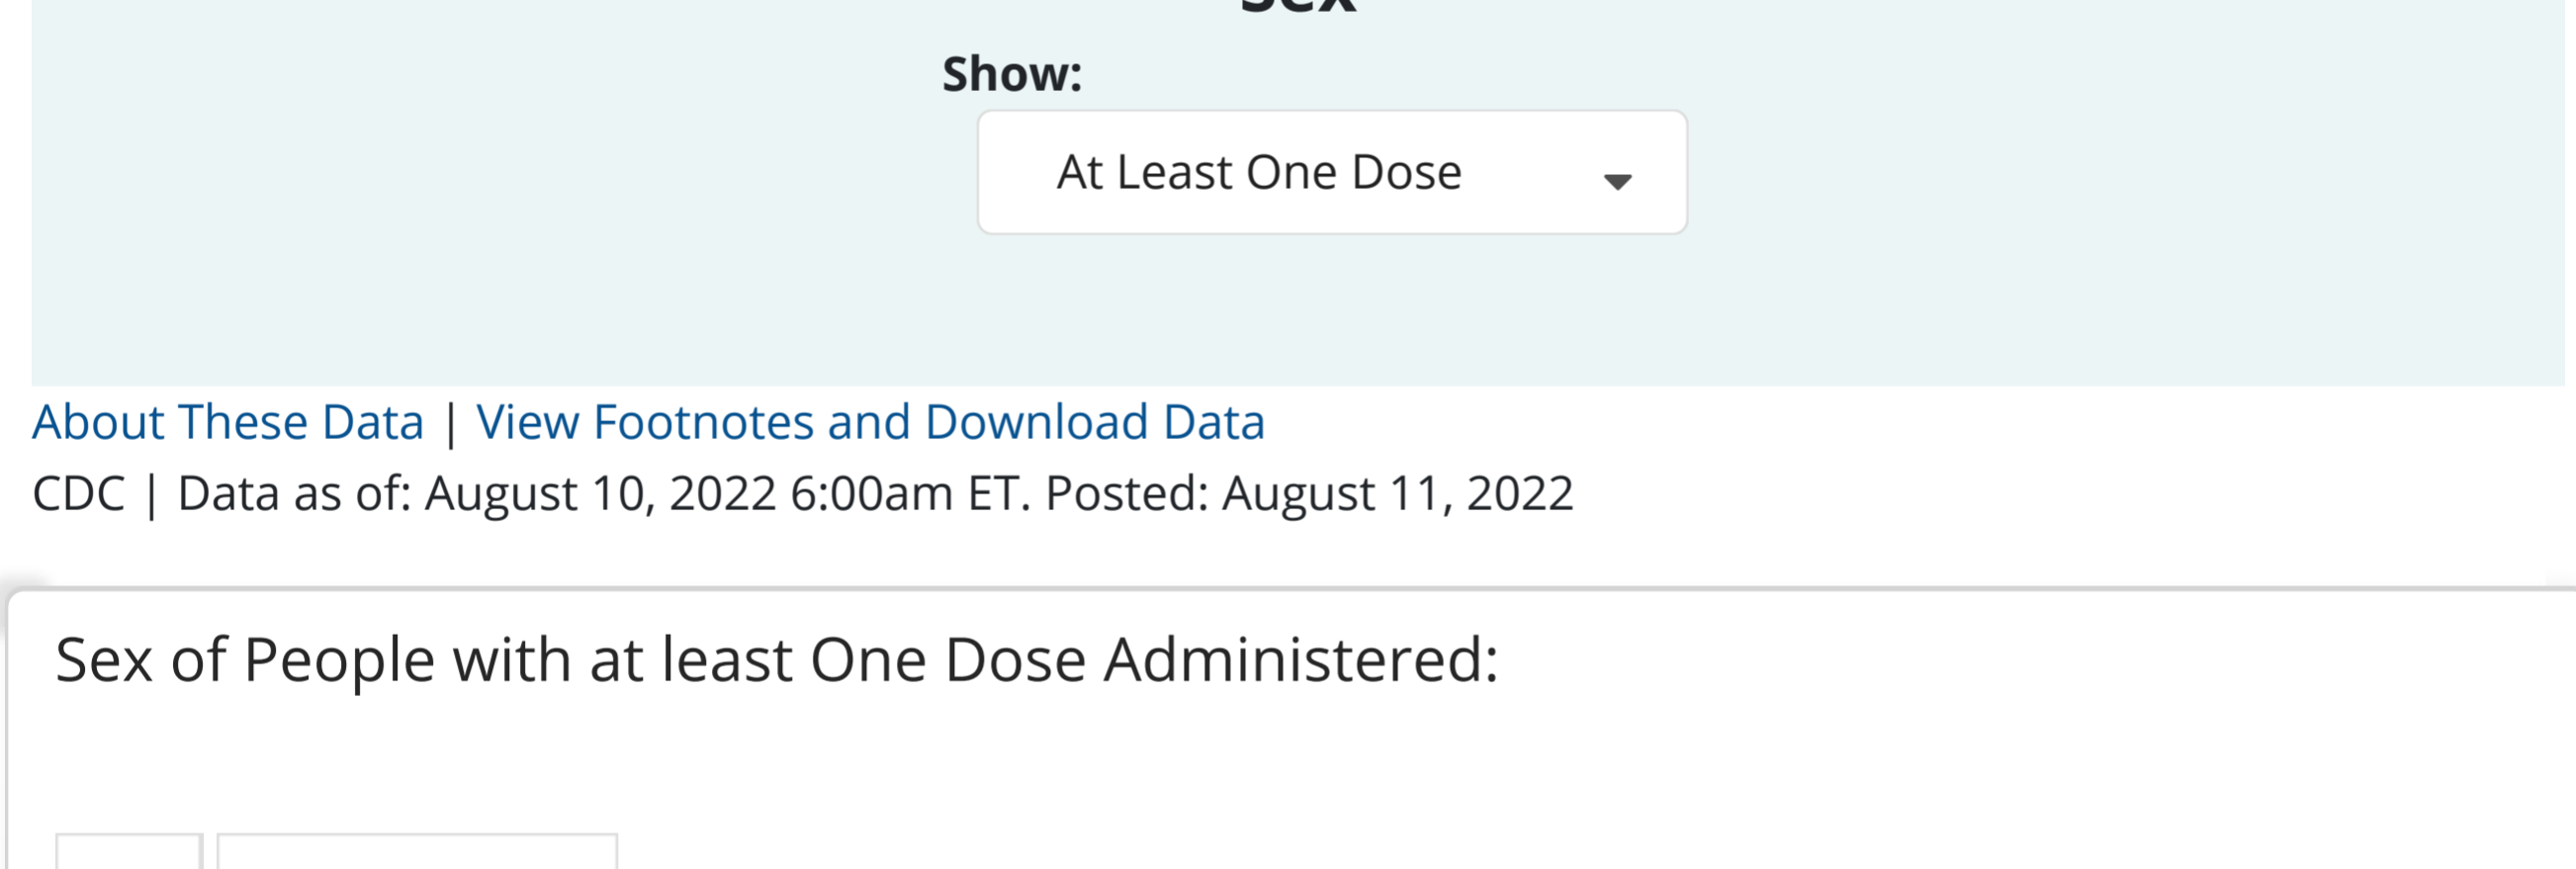 Sex
Show:
At Least One Dose
About These Data | View Footnotes and Download Data
CDC | Data as of: August 10, 2022 6:00am ET. Posted: August 11, 2022
Sex of People with at least One Dose Administered: